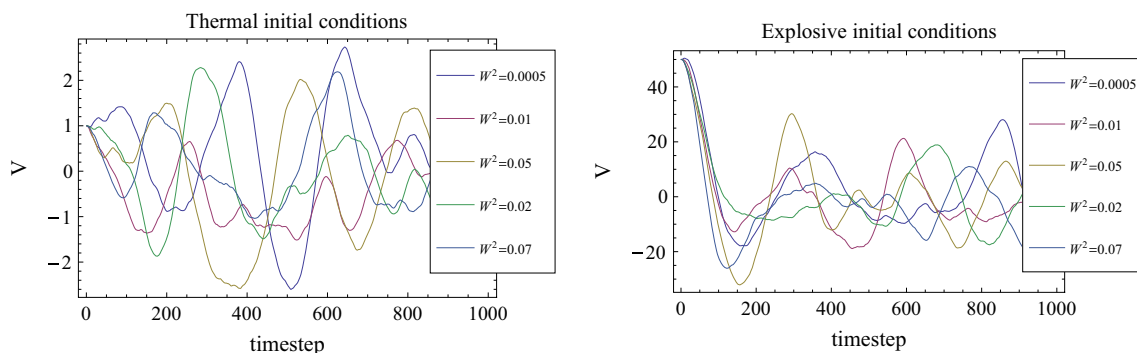 Thermal initial conditions
V
2
1
0
−1
−2
0
200
400
600
800
1000
timestep
W²=0.0005
W²=0.01
W²=0.05
W²=0.02
W²=0.07
Explosive initial conditions
V
40
20
0
−20
0
200
400
600
800
1000
timestep
W²=0.0005
W²=0.01
W²=0.05
W²=0.02
W²=0.07